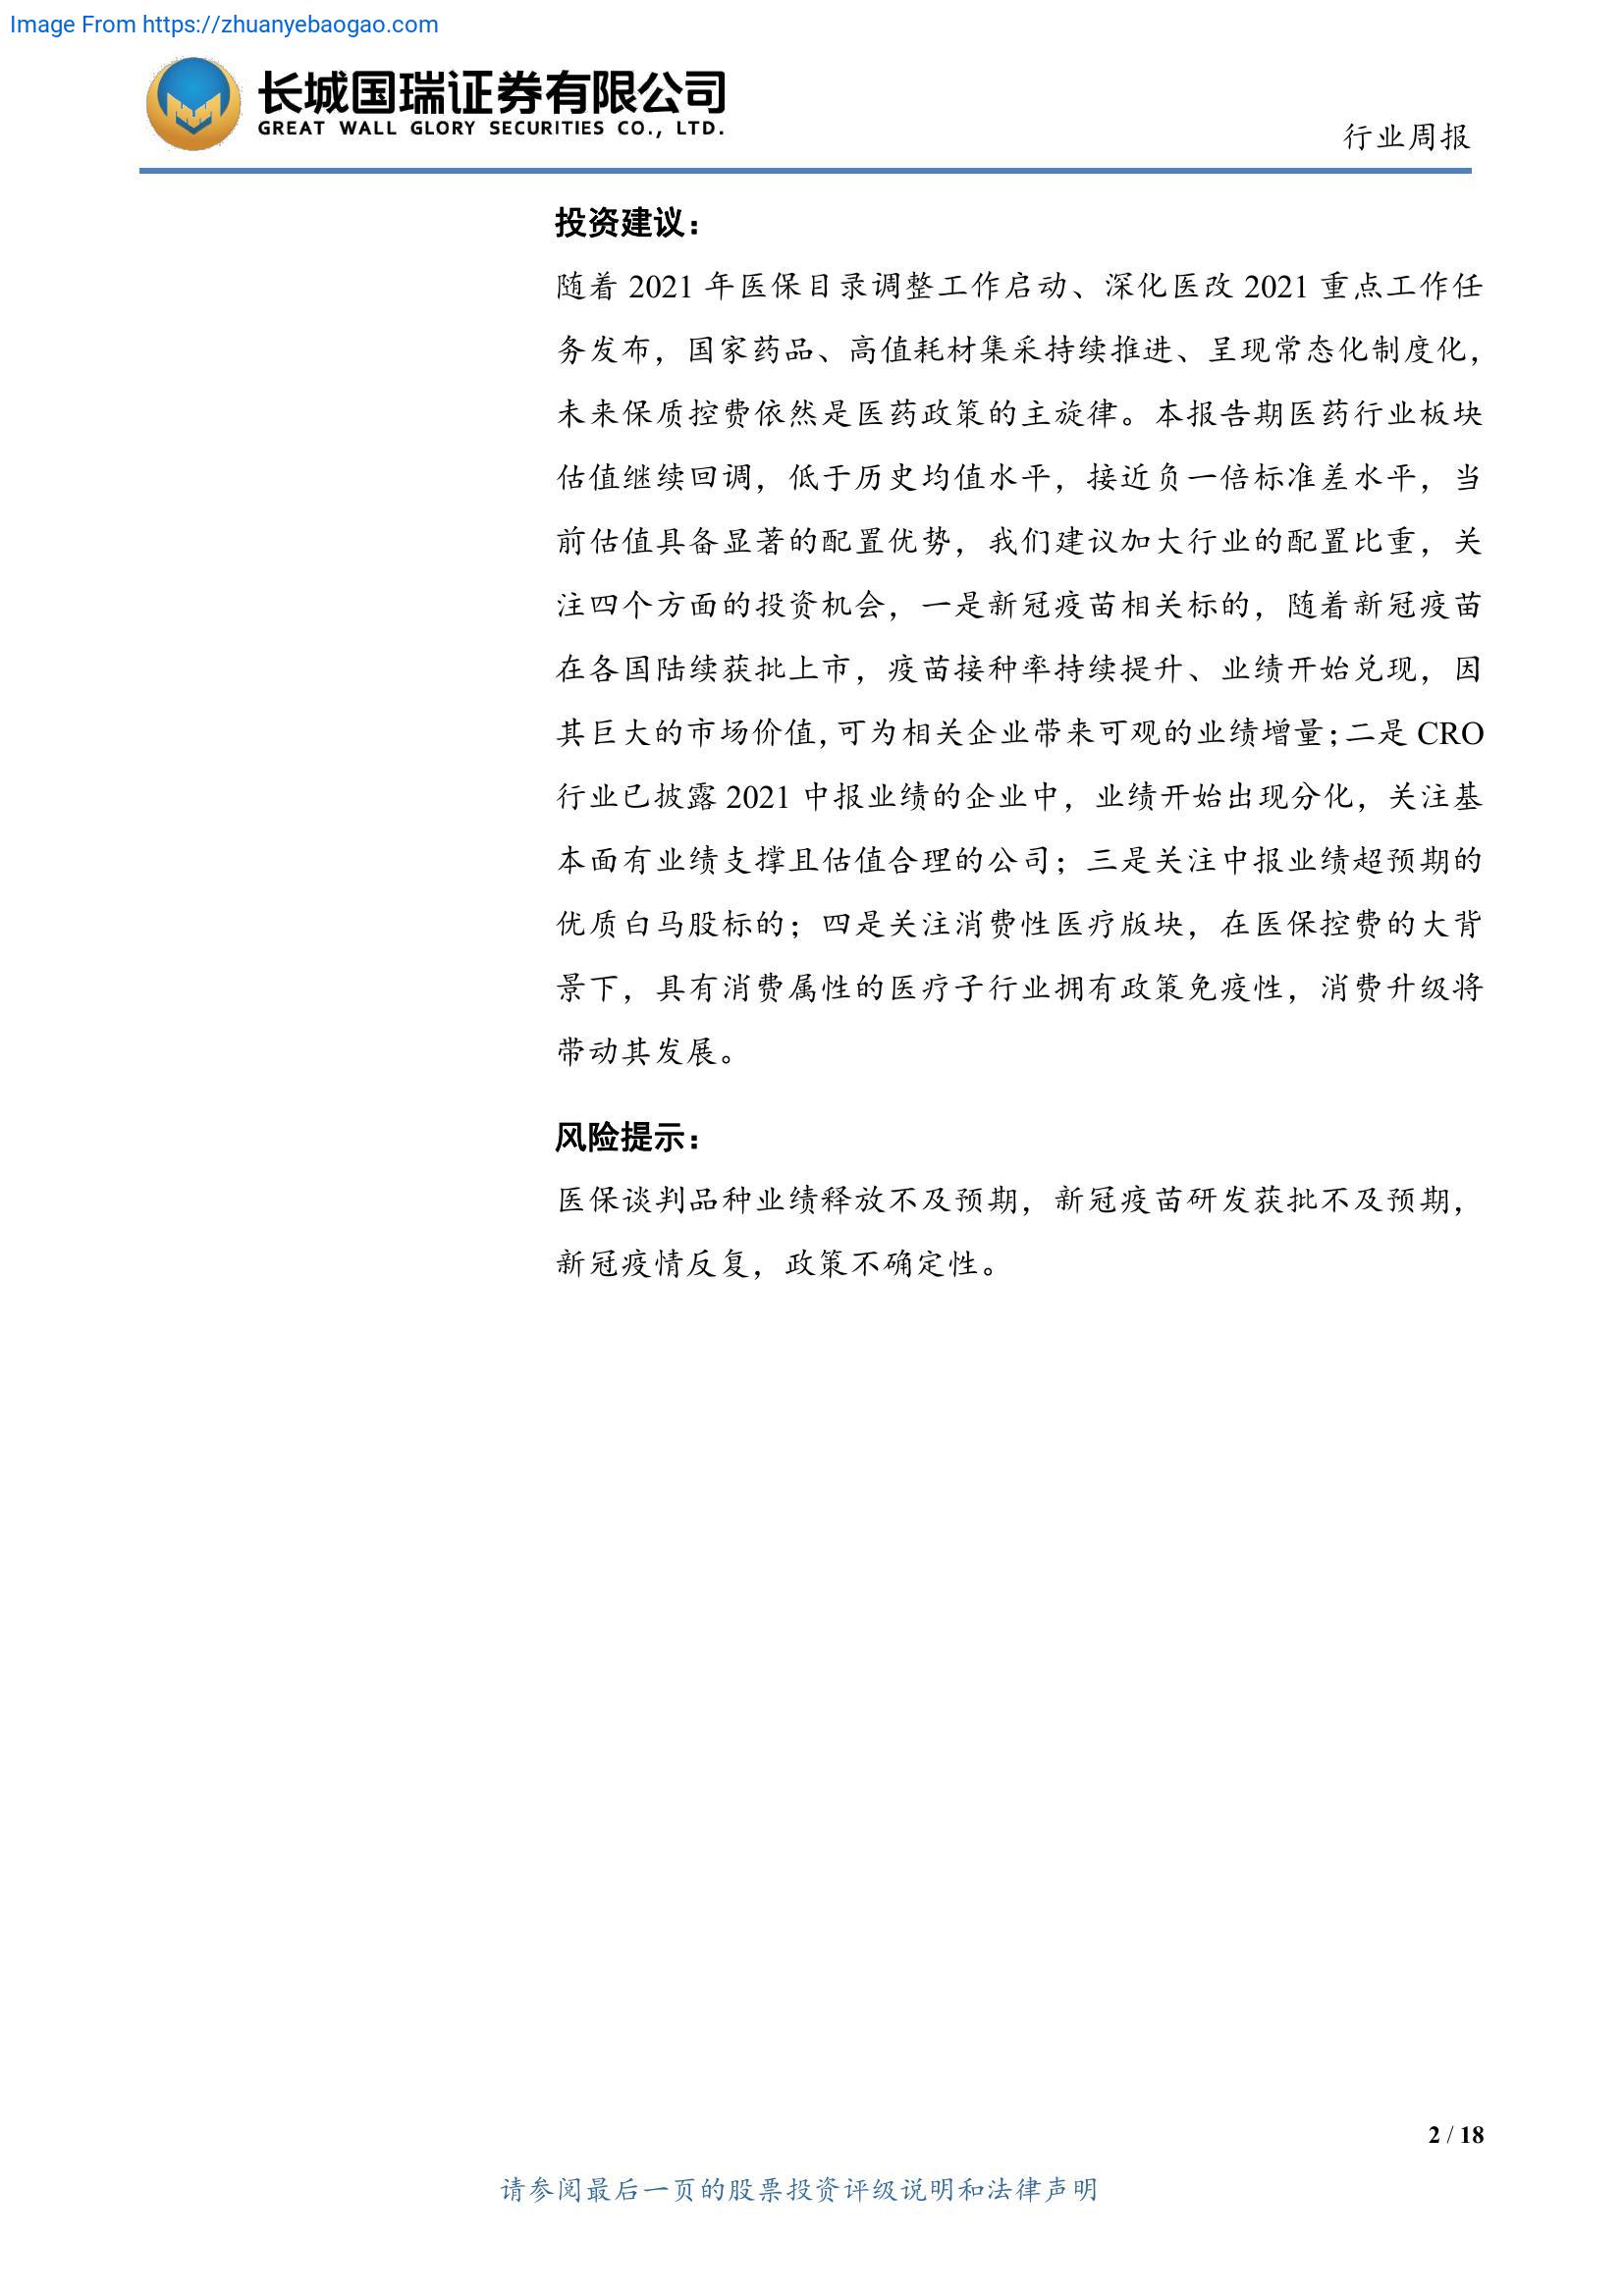 Image From https://zhuanyebaogao.com
长城国瑞证券有限公司
GREAT WALL GLORY SECURITIES CO., LTD.
行业周报
投资建议：
随着 2021 年医保目录调整工作启动、深化医改 2021 重点工作任
务发布，国家药品、高值耗材集采持续推进、呈现常态化制度化，
未来保质控费依然是医药政策的主旋律。本报告期医药行业板块
估值继续回调，低于历史均值水平，接近负一倍标准差水平，当
前估值具备显著的配置优势，我们建议加大行业的配置比重，关
注四个方面的投资机会，一是新冠疫苗相关标的，随着新冠疫苗
在各国陆续获批上市，疫苗接种率持续提升、业绩开始兑现，因
其巨大的市场价值，可为相关企业带来可观的业绩增量；二是 CRO
行业已披露 2021 中报业绩的企业中，业绩开始出现分化，关注基
本面有业绩支撑且估值合理的公司；三是关注中报业绩超预期的
优质白马股标的；四是关注消费性医疗版块，在医保控费的大背
景下，具有消费属性的医疗子行业拥有政策免疫性，消费升级将
带动其发展。
风险提示：
医保谈判品种业绩释放不及预期，新冠疫苗研发获批不及预期，
新冠疫情反复，政策不确定性。
2 / 18
请参阅最后一页的股票投资评级说明和法律声明